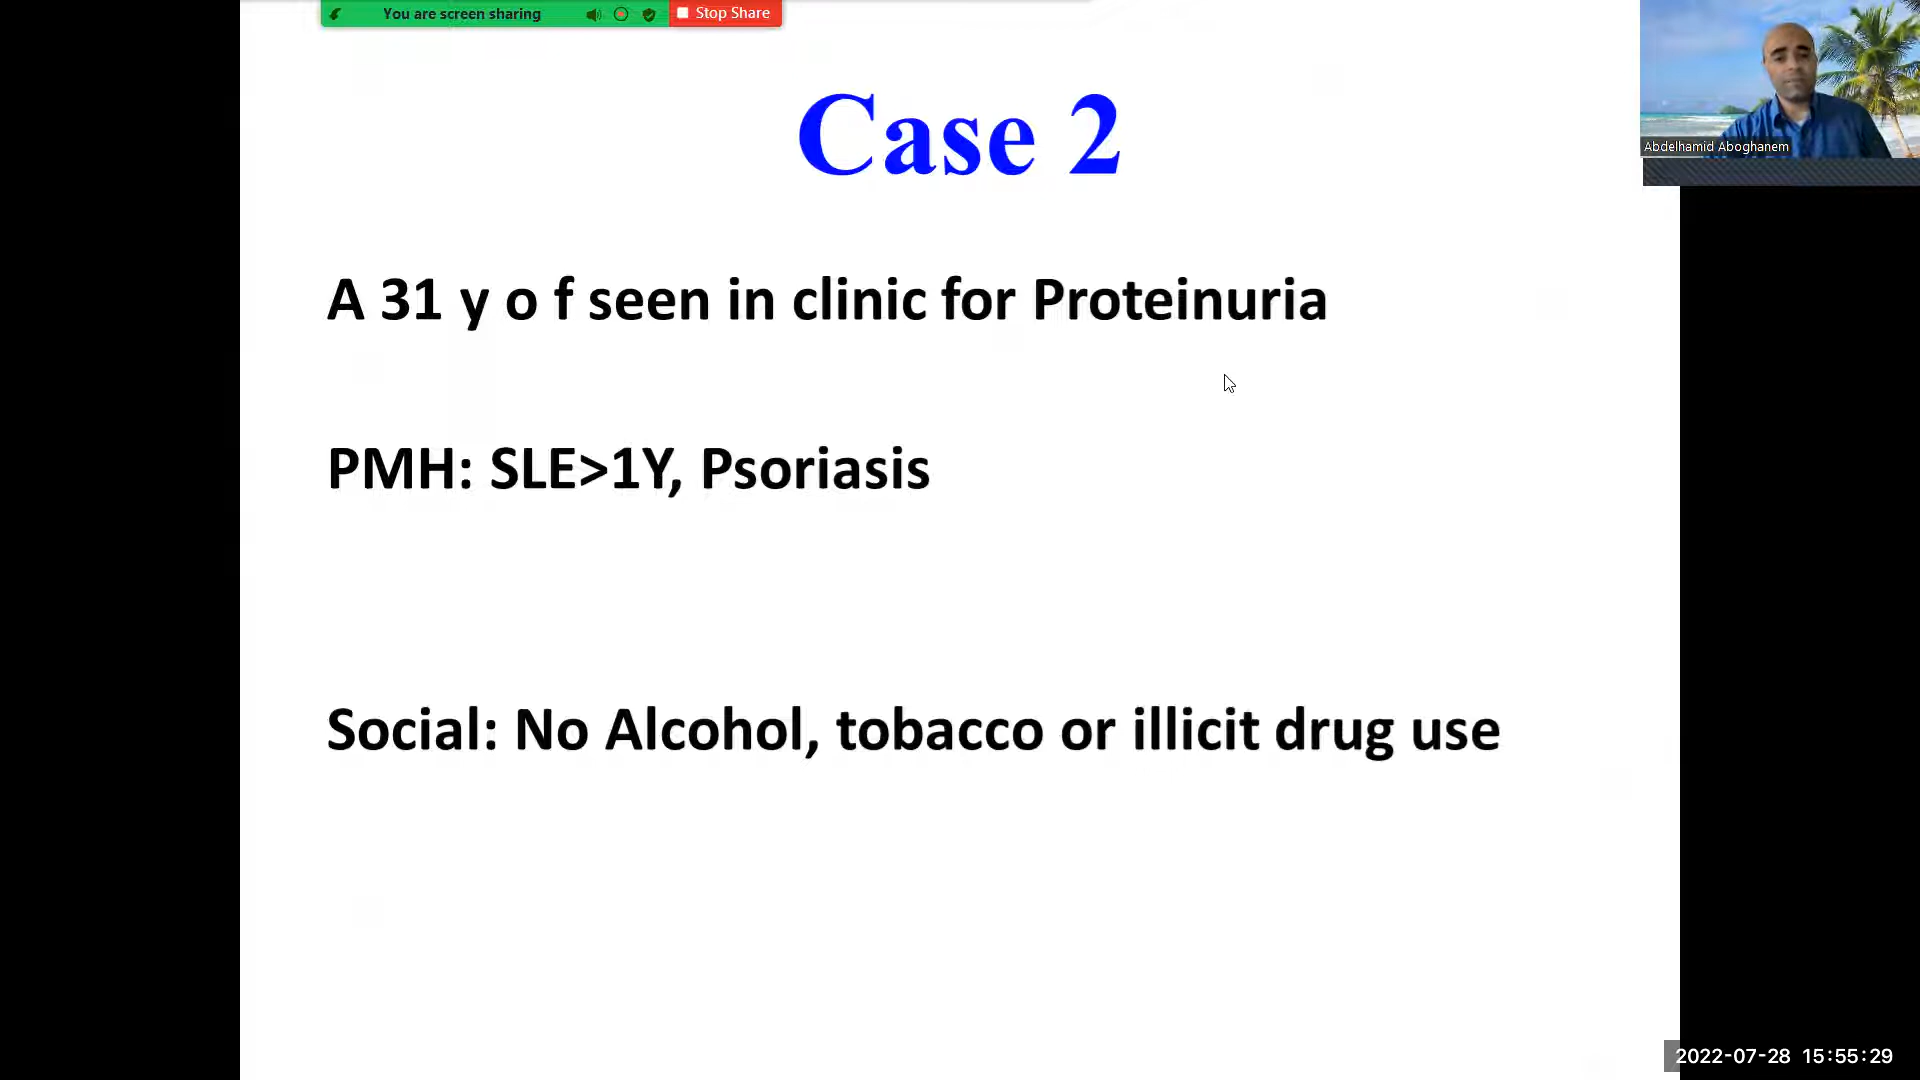 You are screen sharing
Stop Share
Case 2
Abdelhamid Aboghanem
A 31 y o f seen in clinic for Proteinuria
PMH: SLE>1Y, Psoriasis
Social: No Alcohol, tobacco or illicit drug use
2022-07-28 15:55:29